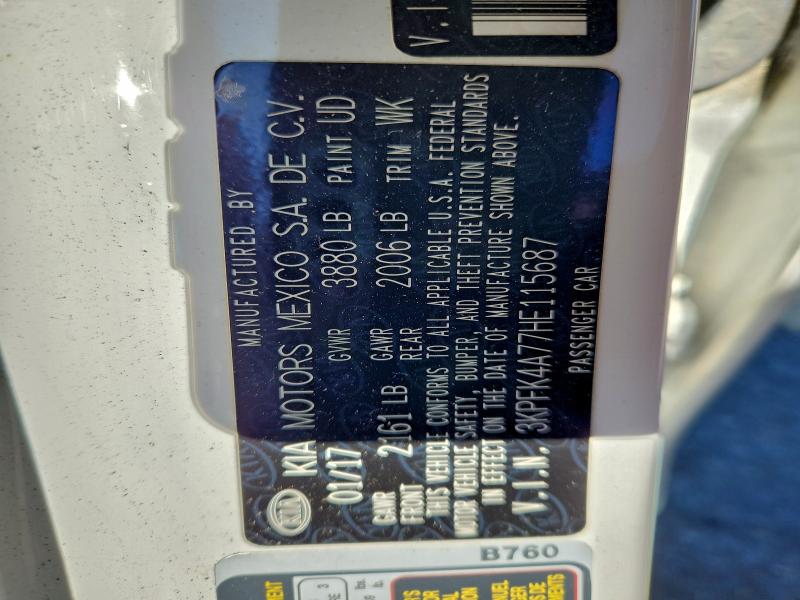 V.I
MANUFACTURED BY
KIA MOTORS MEXICO S.A. DE C.V.
01/17 GVWR 3880 LB PAINT UD
GAWR FRONT 2161 LB GAWR REAR 2006 LB TRIM WK
THIS VEHICLE CONFORMS TO ALL APPLICABLE U.S.A. FEDERAL
MOTOR VEHICLE SAFETY, BUMPER, AND THEFT PREVENTION STANDARDS
IN EFFECT ON THE DATE OF MANUFACTURE SHOWN ABOVE.
V.I.N. 3KPFK4A77HE115687
PASSENGER CAR
KIA
B760
3